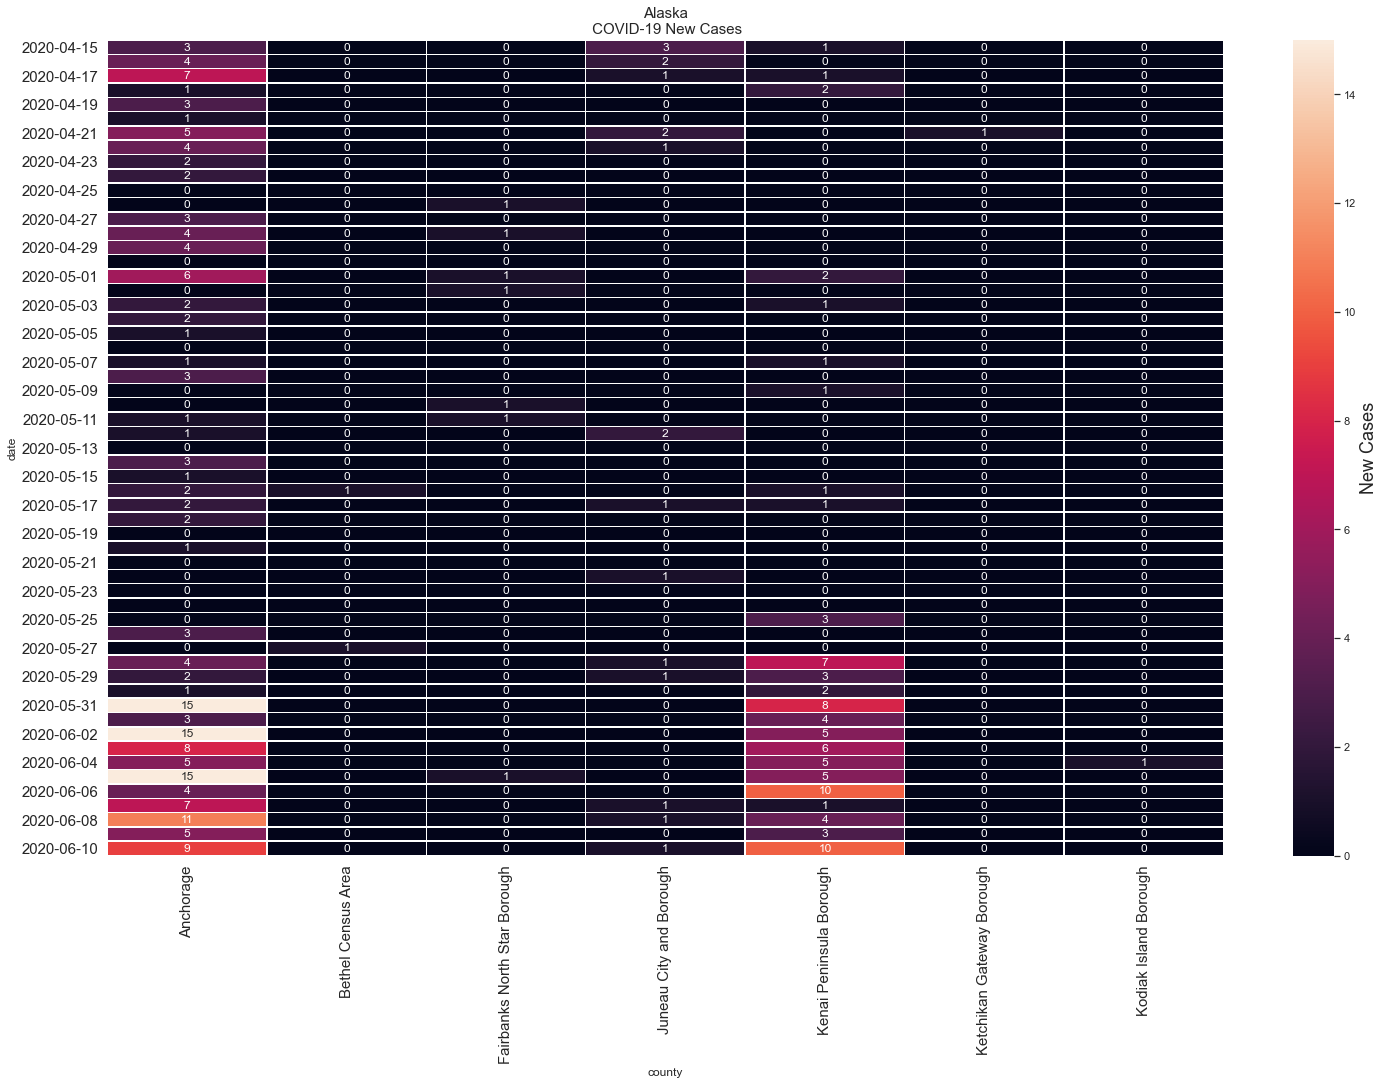 Alaska
COVID-19 New Cases
2020-04-15 3 0 0 3 1 0 0
4 0 0 2 0 0 0
2020-04-17 7 0 0 1 1 0 0
1 0 0 0 2 0 0
2020-04-19 3 0 0 0 0 0 0
1 0 0 0 0 0 0
2020-04-21 5 0 0 2 0 1 0
4 0 0 1 0 0 0
2020-04-23 2 0 0 0 0 0 0
2 0 0 0 0 0 0
2020-04-25 0 0 0 0 0 0 0
0 0 1 0 0 0 0
2020-04-27 3 0 0 0 0 0 0
4 0 1 0 0 0 0
2020-04-29 4 0 0 0 0 0 0
0 0 0 0 0 0 0
2020-05-01 6 0 1 0 2 0 0
0 0 1 0 0 0 0
2020-05-03 2 0 0 0 1 0 0
2 0 0 0 0 0 0
2020-05-05 1 0 0 0 0 0 0
0 0 0 0 0 0 0
2020-05-07 1 0 0 0 1 0 0
3 0 0 0 0 0 0
2020-05-09 0 0 0 0 1 0 0
0 0 1 0 0 0 0
2020-05-11 1 0 1 0 0 0 0
1 0 0 2 0 0 0
2020-05-13 0 0 0 0 0 0 0
3 0 0 0 0 0 0
2020-05-15 1 0 0 0 0 0 0
2 1 0 0 1 0 0
2020-05-17 2 0 0 1 1 0 0
2 0 0 0 0 0 0
2020-05-19 0 0 0 0 0 0 0
1 0 0 0 0 0 0
2020-05-21 0 0 0 0 0 0 0
0 0 0 1 0 0 0
2020-05-23 0 0 0 0 0 0 0
0 0 0 0 0 0 0
2020-05-25 0 0 0 0 3 0 0
3 0 0 0 0 0 0
2020-05-27 0 1 0 0 0 0 0
4 0 0 1 7 0 0
2020-05-29 2 0 0 1 3 0 0
1 0 0 0 2 0 0
2020-05-31 15 0 0 0 8 0 0
3 0 0 0 4 0 0
2020-06-02 15 0 0 0 5 0 0
8 0 0 0 6 0 0
2020-06-04 5 0 0 0 5 0 1
15 0 1 0 5 0 0
2020-06-06 4 0 0 0 10 0 0
7 0 0 1 1 0 0
2020-06-08 11 0 0 1 4 0 0
5 0 0 0 3 0 0
2020-06-10 9 0 0 1 10 0 0
date
Anchorage
Bethel Census Area
Fairbanks North Star Borough
Juneau City and Borough
Kenai Peninsula Borough
Ketchikan Gateway Borough
Kodiak Island Borough
county
14
12
10
8
6
4
2
0
New Cases